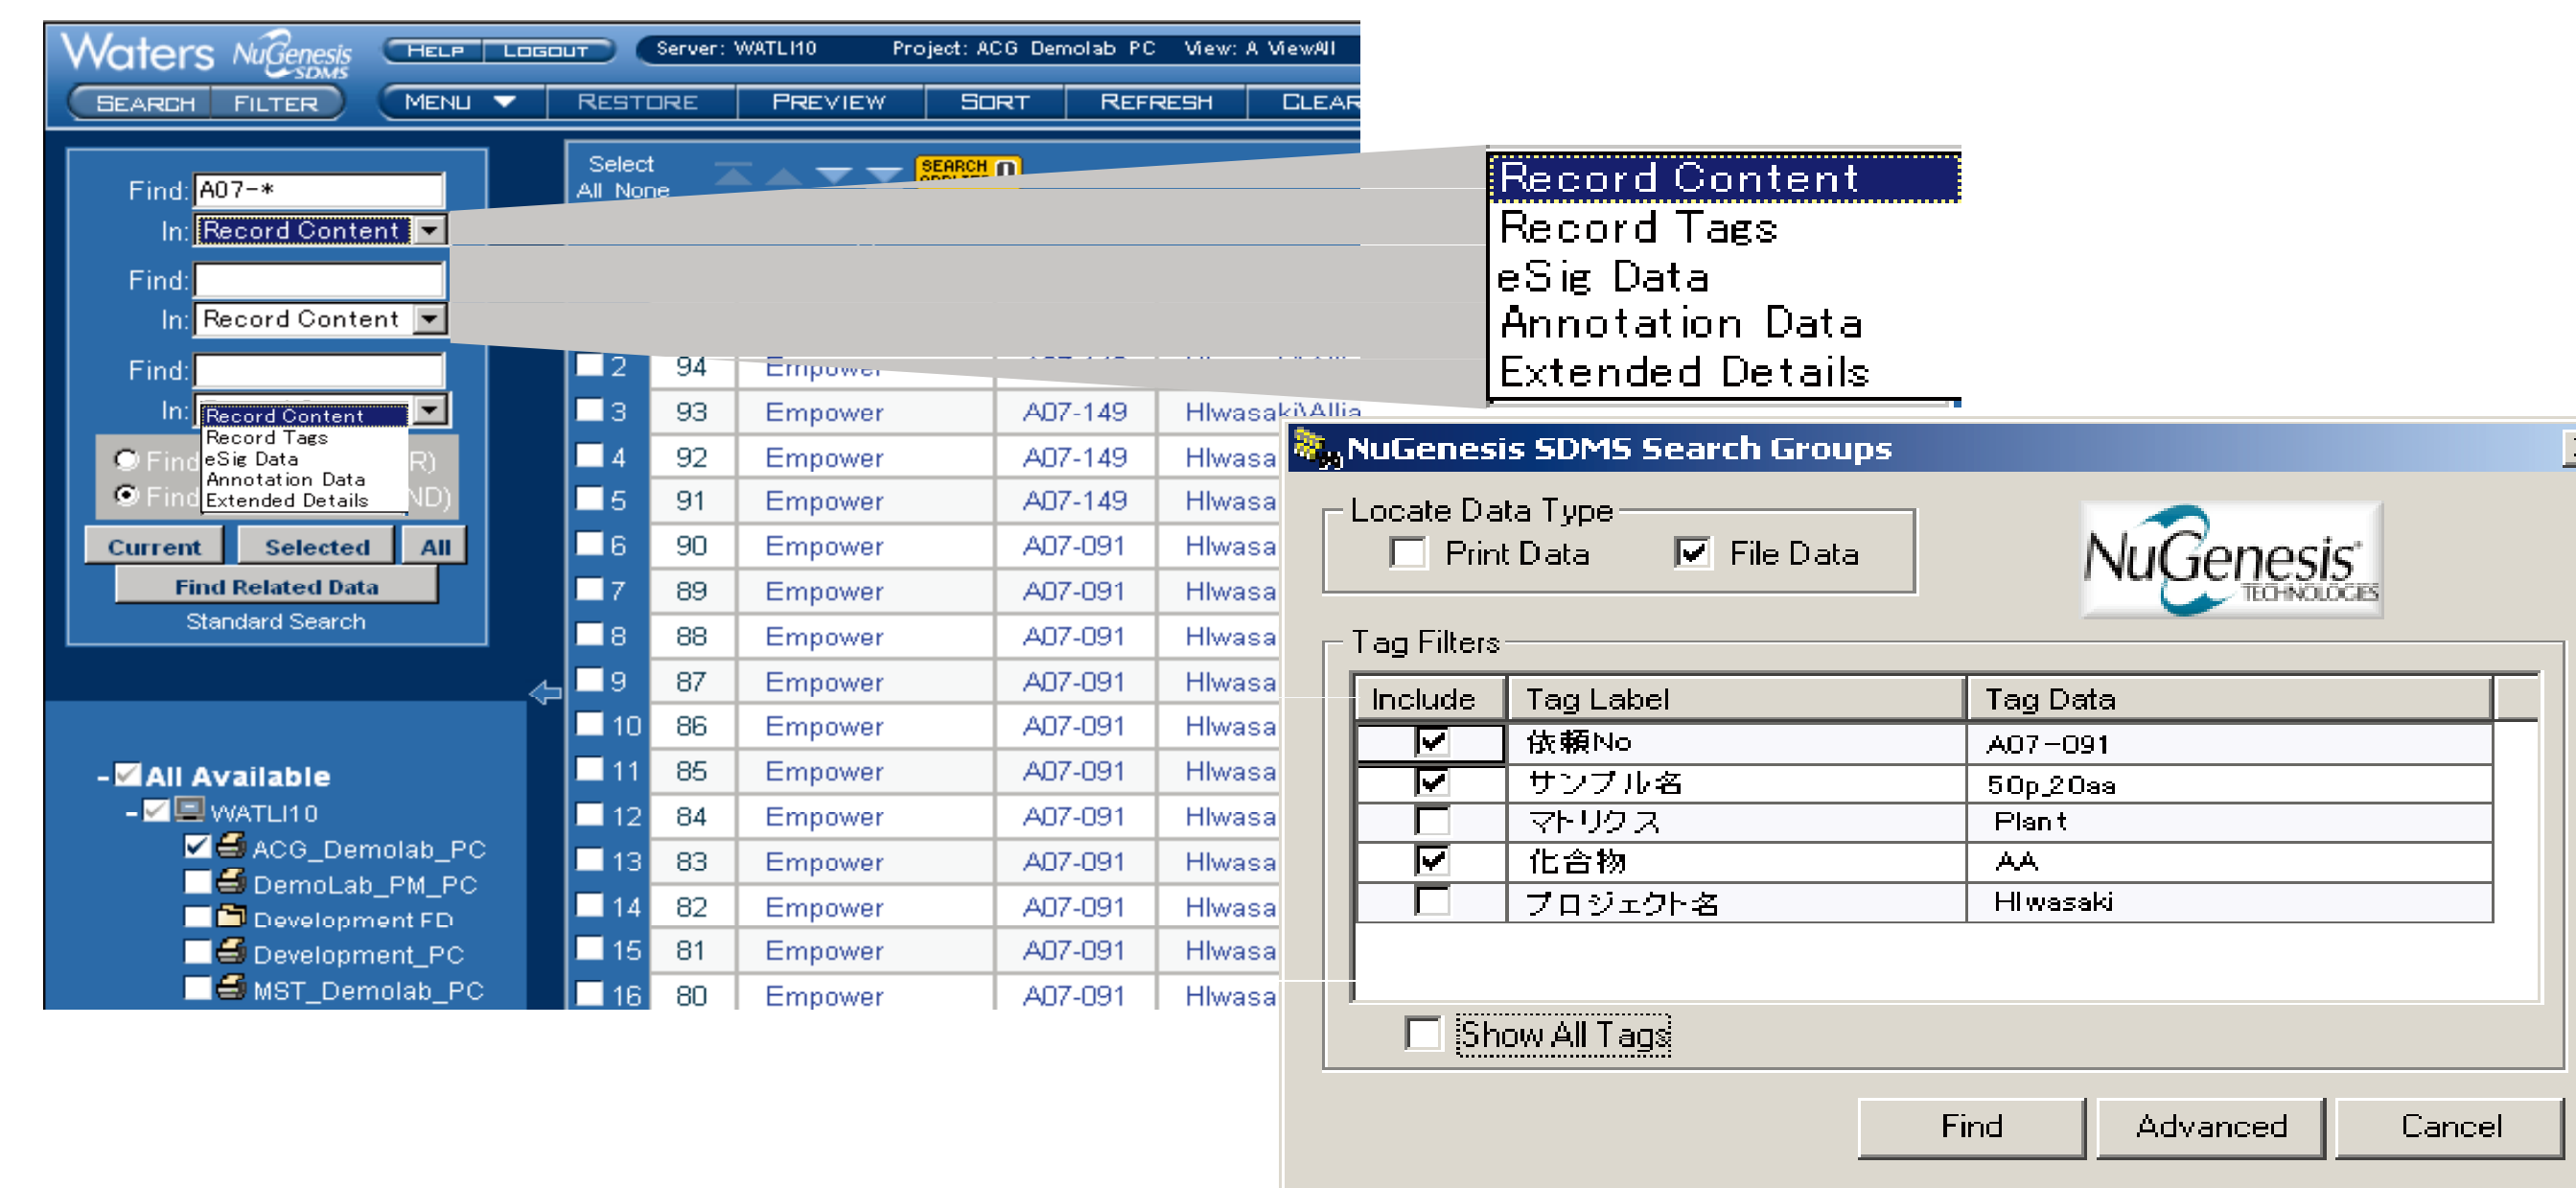 Waters NuGenesis SDMS HELP LOGOUT Server: WATLI10 Project: ACG Demolab PC View: A ViewAll
SEARCH FILTER MENU RESTORE PREVIEW SORT REFRESH CLEAR
Find: A07-*
In: Record Content
Find:
In: Record Content
Find:
In:
Record Content
Record Tags
eSig Data
Annotation Data
Extended Details
Find R)
Find ND)
Current Selected All
Find Related Data
Standard Search
-All Available
-WATLI10
ACG_Demolab_PC
DemoLab_PM_PC
Development FD
Development_PC
MST_Demolab_PC
Select
All None
SEARCH
2 94 Empower
3 93 Empower A07-149 HIwasaki\Allia
4 92 Empower A07-149 HIwasa
5 91 Empower A07-149 HIwasa
6 90 Empower A07-091 HIwasa
7 89 Empower A07-091 HIwasa
8 88 Empower A07-091 HIwasa
9 87 Empower A07-091 HIwasa
10 86 Empower A07-091 HIwasa
11 85 Empower A07-091 HIwasa
12 84 Empower A07-091 HIwasa
13 83 Empower A07-091 HIwasa
14 82 Empower A07-091 HIwasa
15 81 Empower A07-091 HIwasa
16 80 Empower A07-091 HIwasa
Record Content
Record Tags
eSig Data
Annotation Data
Extended Details
NuGenesis SDMS Search Groups
Locate Data Type
Print Data File Data
NuGenesis
TECHNOLOGIES
Tag Filters
Include Tag Label Tag Data
依頼No A07-091
サンプル名 50p_20aa
マトリクス Plant
化合物 AA
プロジェクト名 HIwasaki
Show All Tags
Find Advanced Cancel